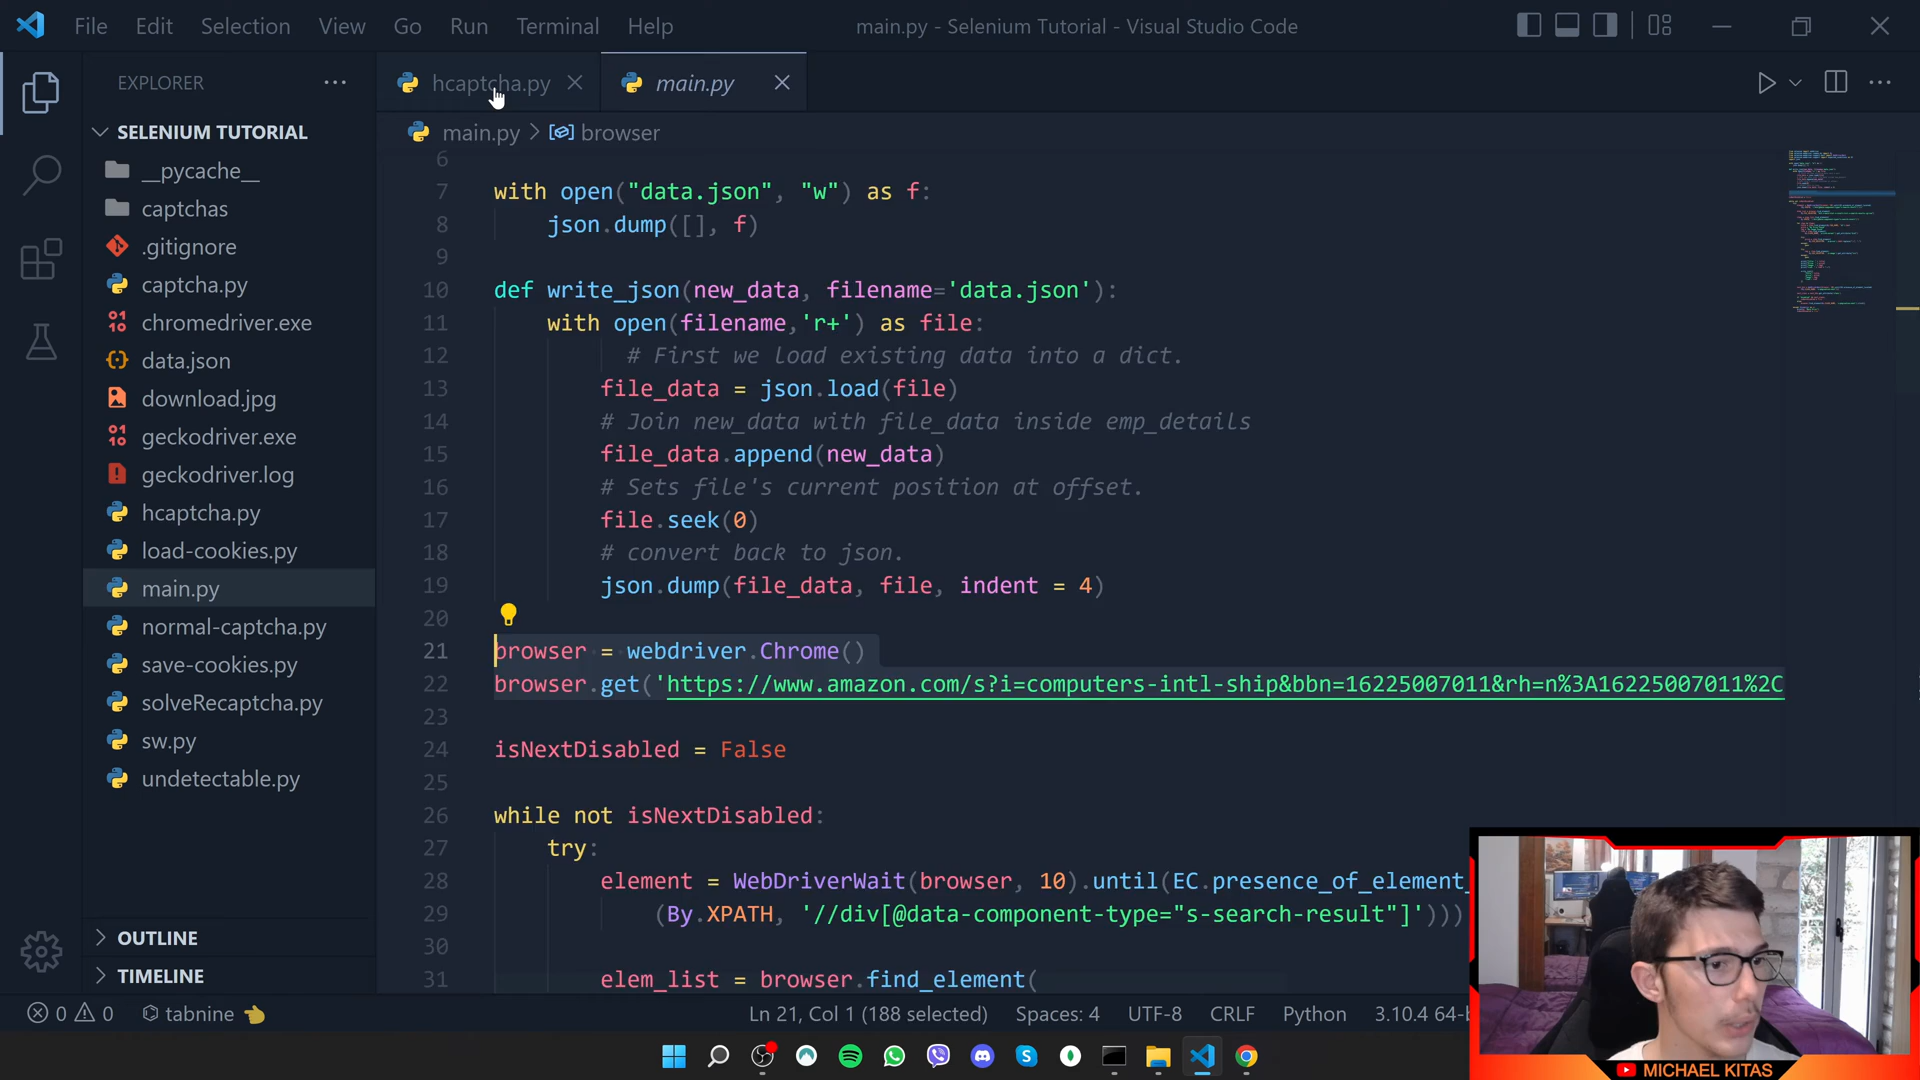 File Edit Selection View Go Run Terminal Help main.py - Selenium Tutorial - Visual Studio Code
EXPLORER
SELENIUM TUTORIAL
__pycache__
captchas
.gitignore
captcha.py
chromedriver.exe
data.json
download.jpg
geckodriver.exe
geckodriver.log
hcaptcha.py
load-cookies.py
main.py
normal-captcha.py
save-cookies.py
solveRecaptcha.py
sw.py
undetectable.py
OUTLINE
TIMELINE
hcaptcha.py main.py
main.py > browser
6
7 with open("data.json", "w") as f:
8 json.dump([], f)
9
10 def write_json(new_data, filename='data.json'):
11 with open(filename,'r+') as file:
12 # First we load existing data into a dict.
13 file_data = json.load(file)
14 # Join new_data with file_data inside emp_details
15 file_data.append(new_data)
16 # Sets file's current position at offset.
17 file.seek(0)
18 # convert back to json.
19 json.dump(file_data, file, indent = 4)
20
21 browser = webdriver.Chrome()
22 browser.get('https://www.amazon.com/s?i=computers-intl-ship&bbn=16225007011&rh=n%3A16225007011%2C
23
24 isNextDisabled = False
25
26 while not isNextDisabled:
27 try:
28 element = WebDriverWait(browser, 10).until(EC.presence_of_element_
29 (By.XPATH, '//div[@data-component-type="s-search-result"]')))
30
31 elem_list = browser.find_element(
0 0 tabnine Ln 21, Col 1 (188 selected) Spaces: 4 UTF-8 CRLF Python 3.10.4 64-b
MICHAEL KITAS